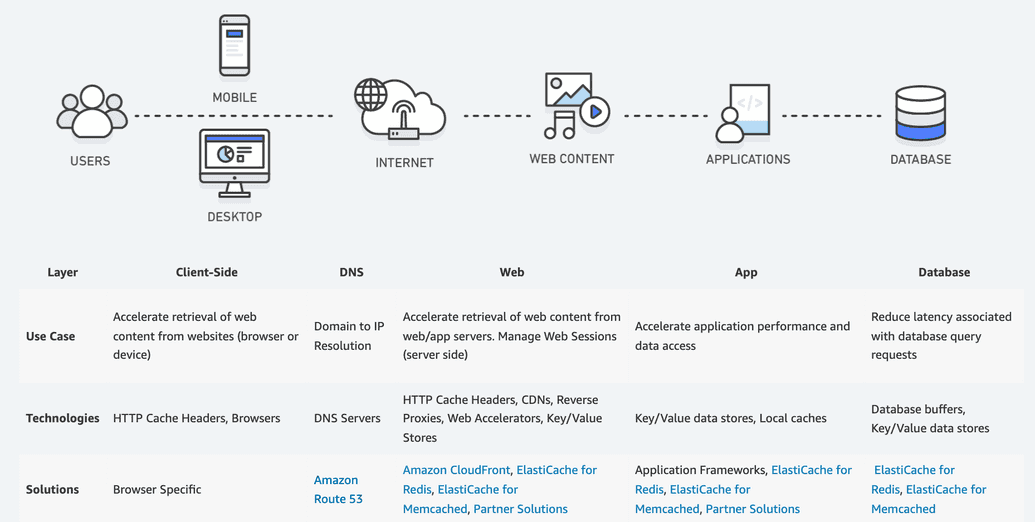 MOBILE
USERS
INTERNET
WEB CONTENT
APPLICATIONS
DATABASE
DESKTOP
</>
Layer
Client-Side
DNS
Web
App
Database
Use Case
Accelerate retrieval of web
content from websites (browser or
device)
Domain to IP
Resolution
Accelerate retrieval of web content from
web/app servers. Manage Web Sessions
(server side)
Accelerate application performance and
data access
Reduce latency associated
with database query
requests
Technologies
HTTP Cache Headers, Browsers
DNS Servers
HTTP Cache Headers, CDNs, Reverse
Proxies, Web Accelerators, Key/Value
Stores
Key/Value data stores, Local caches
Database buffers,
Key/Value data stores
Solutions
Browser Specific
Amazon
Route 53
Amazon CloudFront, ElastiCache for
Redis, ElastiCache for
Memcached, Partner Solutions
Application Frameworks, ElastiCache for
Redis, ElastiCache for
Memcached, Partner Solutions
ElastiCache for
Redis, ElastiCache for
Memcached